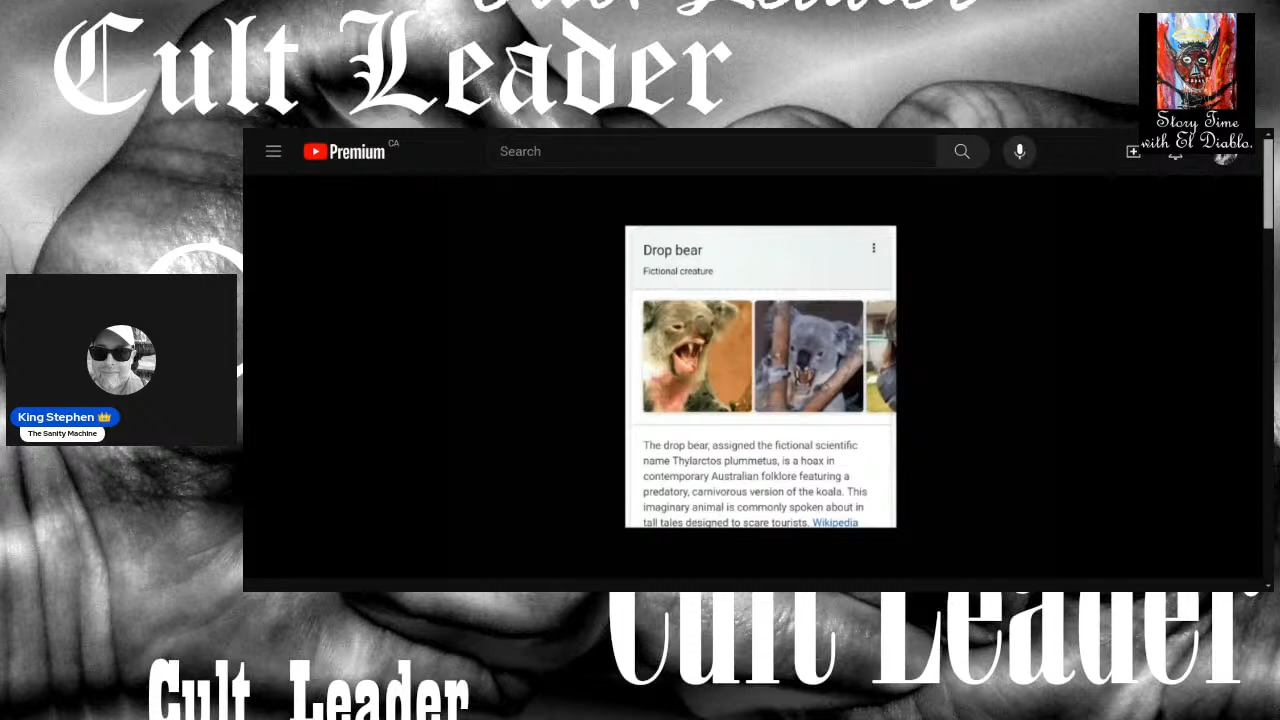 Cult Leader
Cult Leader
Story Time
with El Diablo.
Premium CA
Search
Drop bear
Fictional creature
The drop bear, assigned the fictional scientific
name Thylarctos plummetus, is a hoax in
contemporary Australian folklore featuring a
predatory, carnivorous version of the koala. This
imaginary animal is commonly spoken about in
tall tales designed to scare tourists. Wikipedia
King Stephen 👑
The Sanity Machine
Cult Leader
Cult Leader